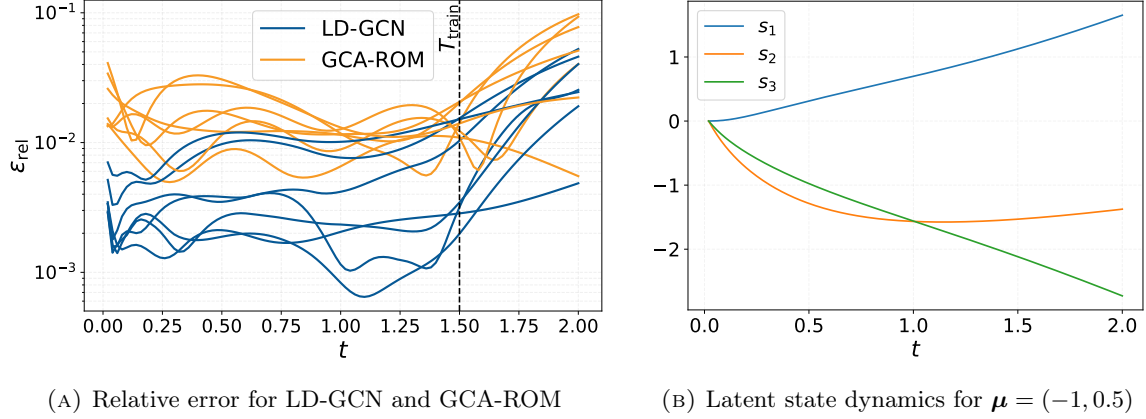 10⁻¹
10⁻²
10⁻³
ε_rel
LD-GCN
GCA-ROM
T_train
0.00 0.25 0.50 0.75 1.00 1.25 1.50 1.75 2.00
t
(A) Relative error for LD-GCN and GCA-ROM
1
0
−1
−2
s₁
s₂
s₃
0.0 0.5 1.0 1.5 2.0
t
(B) Latent state dynamics for μ = (−1, 0.5)